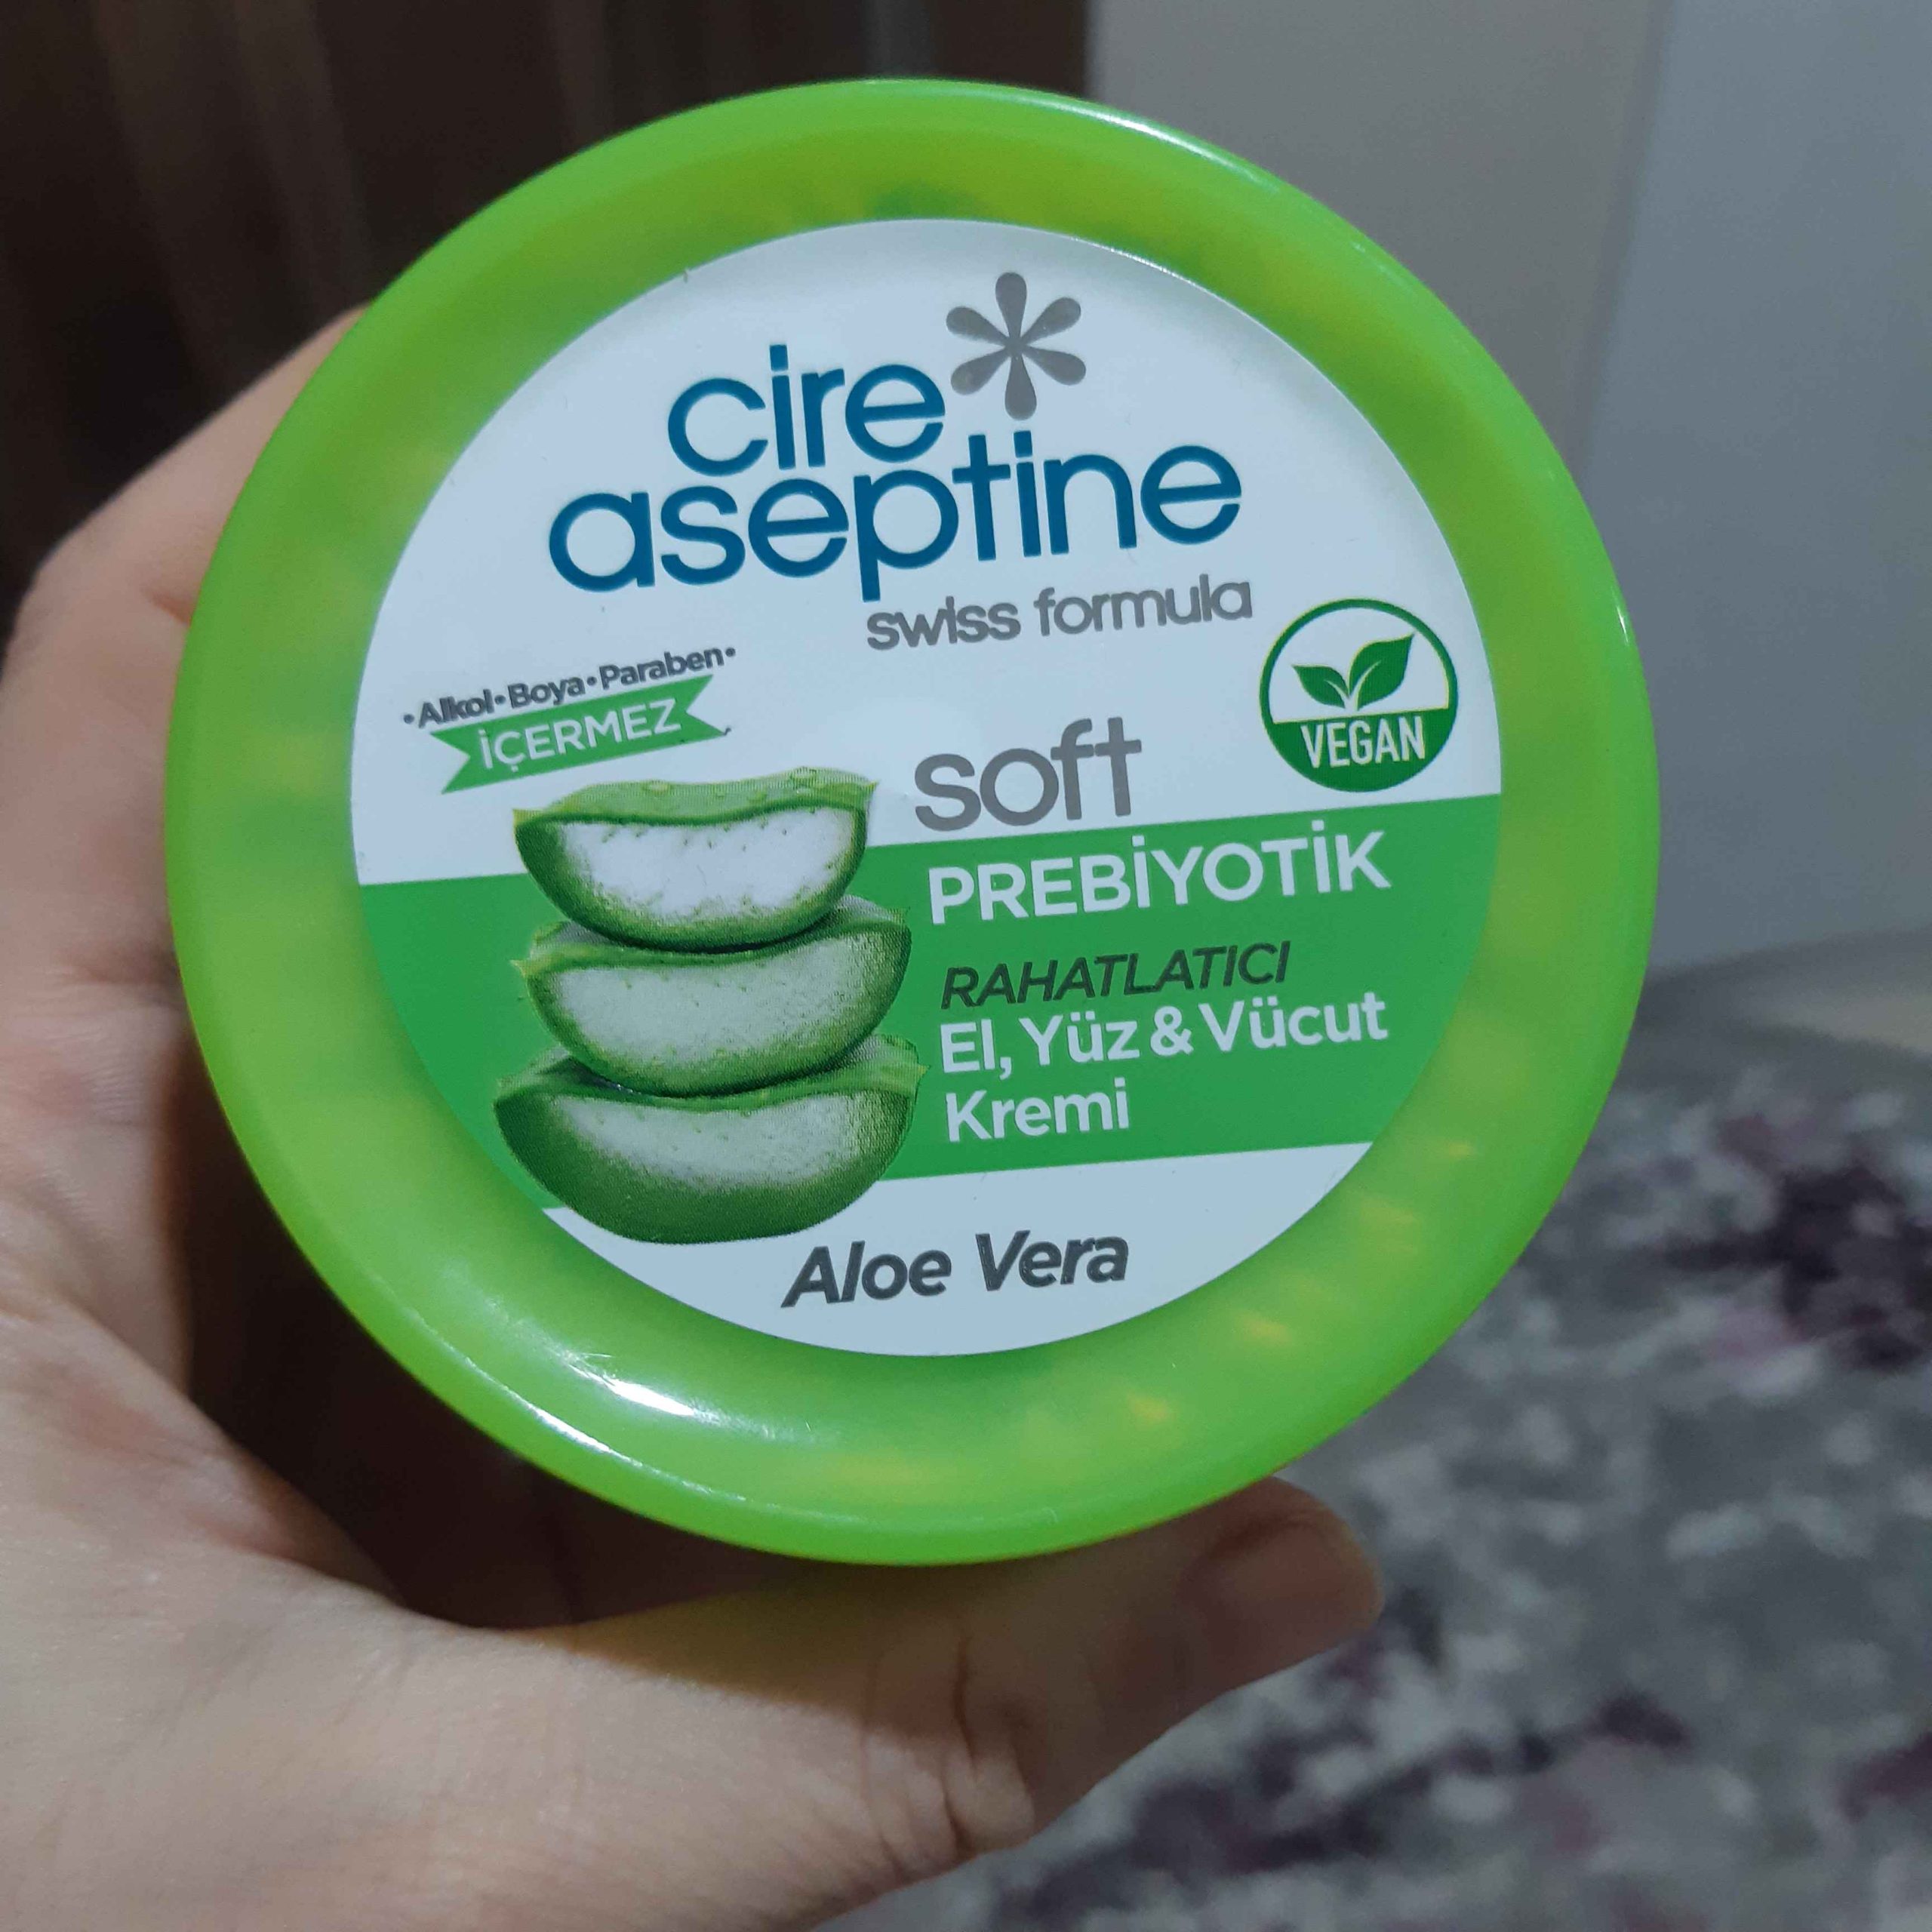 cire
aseptine
swiss formula
•Alkol•Boya•Paraben•
İÇERMEZ
VEGAN
soft
PREBİYOTİK
RAHATLATICI
El, Yüz & Vücut
Kremi
Aloe Vera